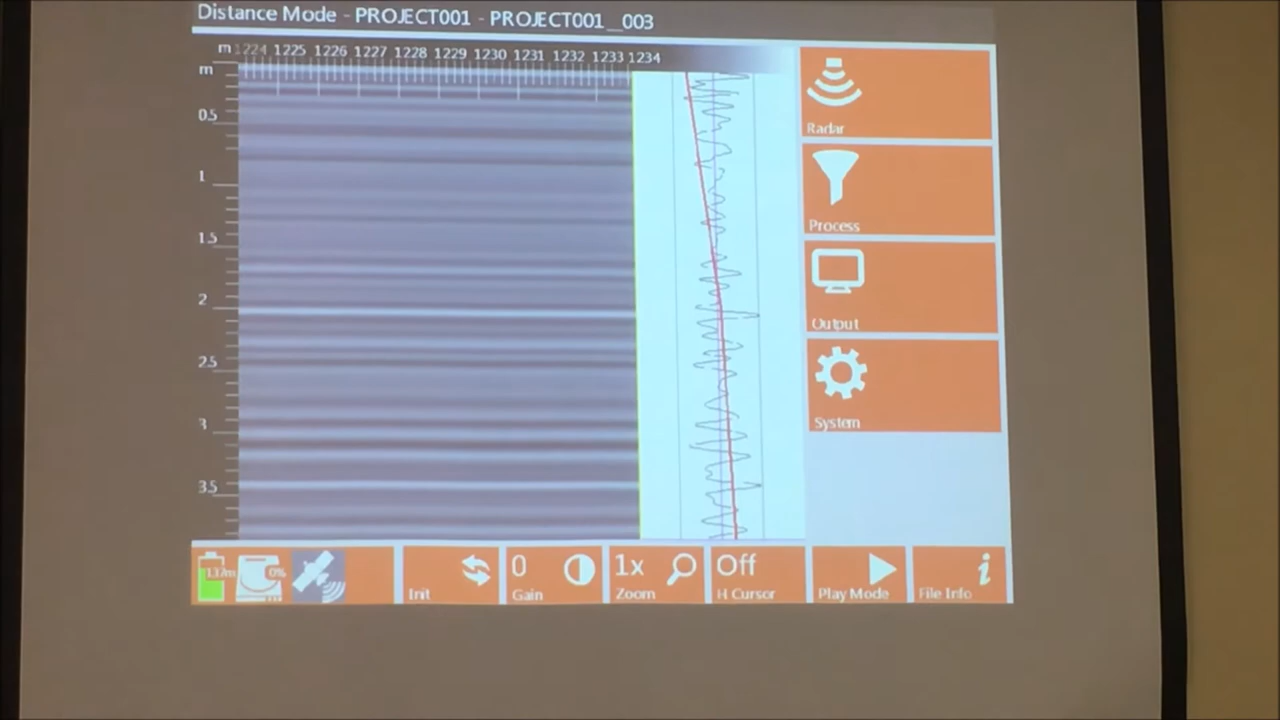 Distance Mode - PROJECT001 - PROJECT001__003
m 1224 1225 1226 1227 1228 1229 1230 1231 1232 1233 1234
m
0.5
1
1.5
2
2.5
3
3.5
Radar
Process
Output
System
137m
0%
Init
0
Gain
1x
Zoom
Off
H Cursor
Play Mode
i
File Info